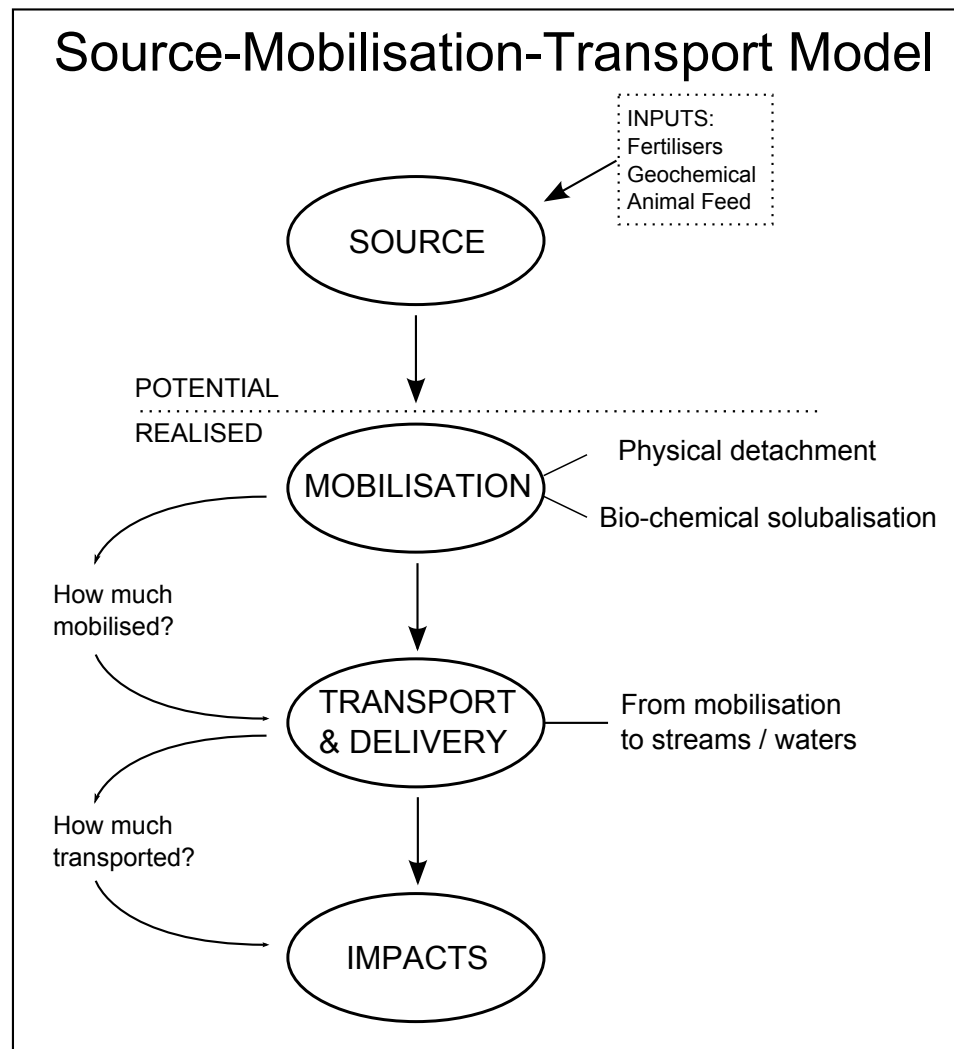 Source-Mobilisation-Transport Model
INPUTS:
Fertilisers
Geochemical
Animal Feed
SOURCE
POTENTIAL
REALISED
MOBILISATION
Physical detachment
Bio-chemical solubalisation
How much
mobilised?
TRANSPORT
& DELIVERY
From mobilisation
to streams / waters
How much
transported?
IMPACTS